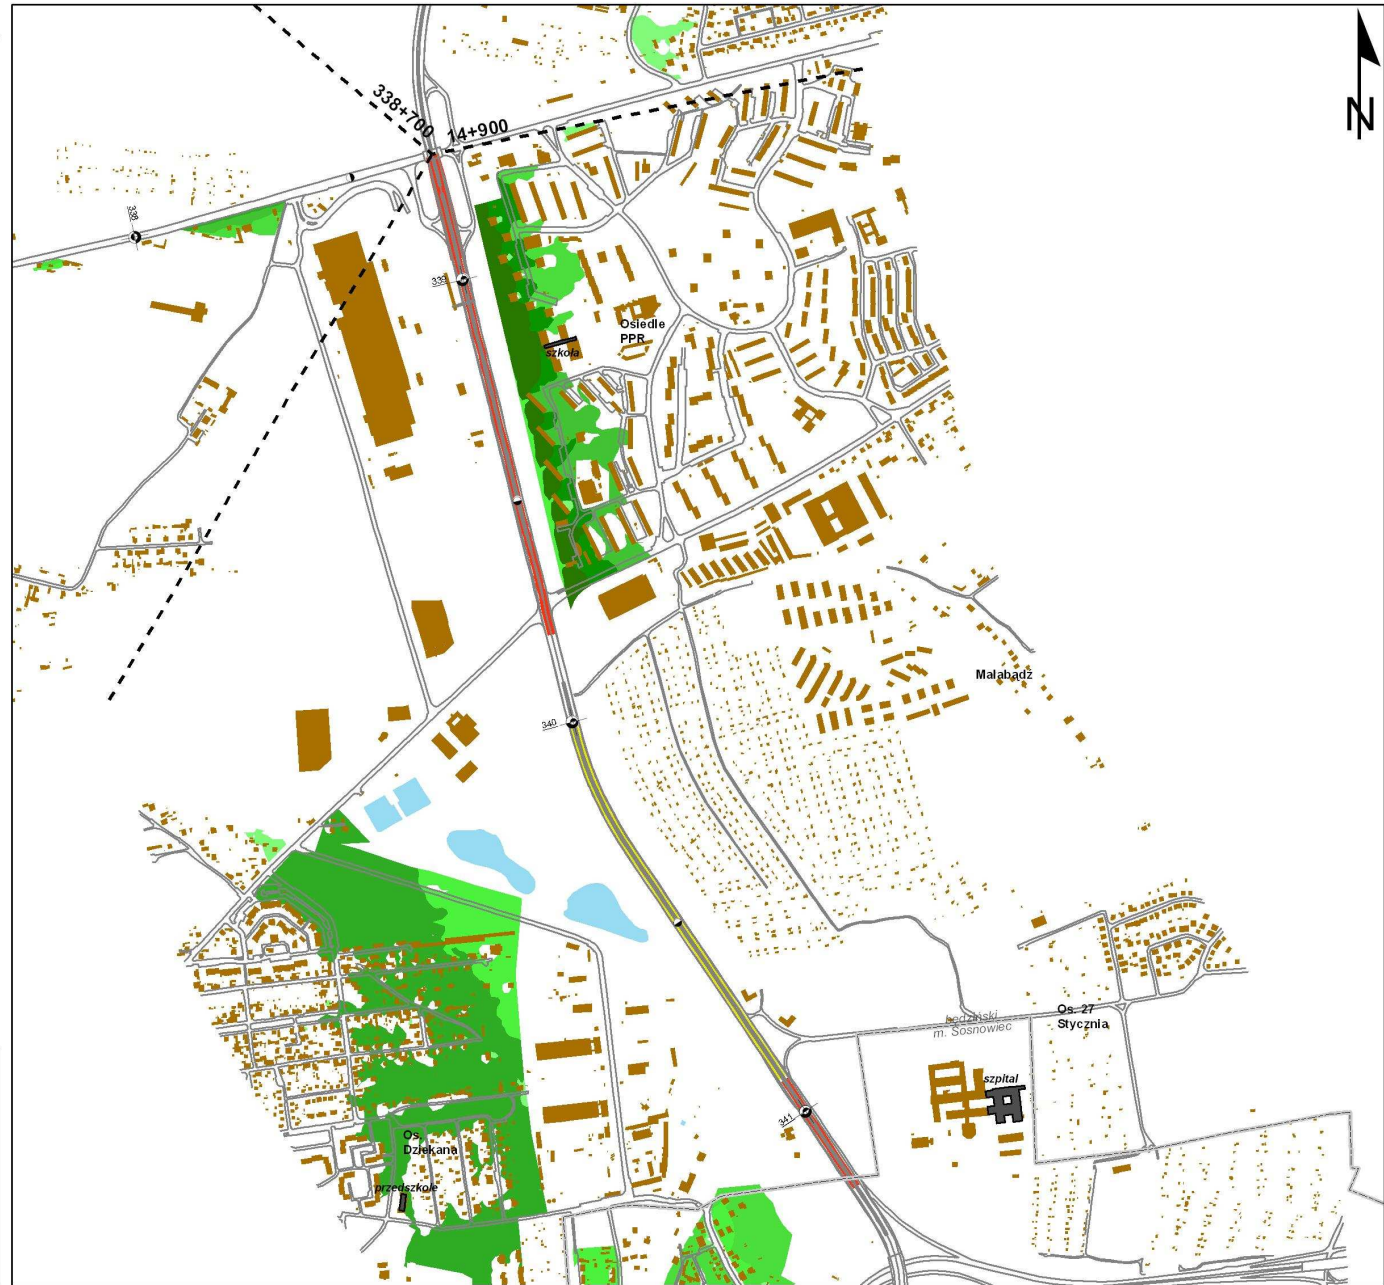 N
338+700
14+900
338
339
Osiedle
PPR
szkoła
Małabądź
340
będziński
m. Sosnowiec
Os. 27
Stycznia
szpital
341
Os.
Dziekana
przedszkole